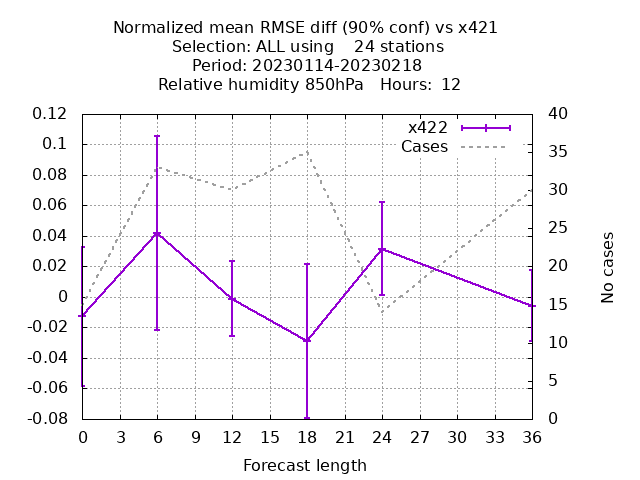 Normalized mean RMSE diff (90% conf) vs x421
Selection: ALL using    24 stations
Period: 20230114-20230218
Relative humidity 850hPa   Hours:  12
0.12
0.1
0.08
0.06
0.04
0.02
0
-0.02
-0.04
-0.06
-0.08
x422
Cases
40
35
30
25
20
15
10
5
0
No cases
0 3 6 9 12 15 18 21 24 27 30 33 36
Forecast length